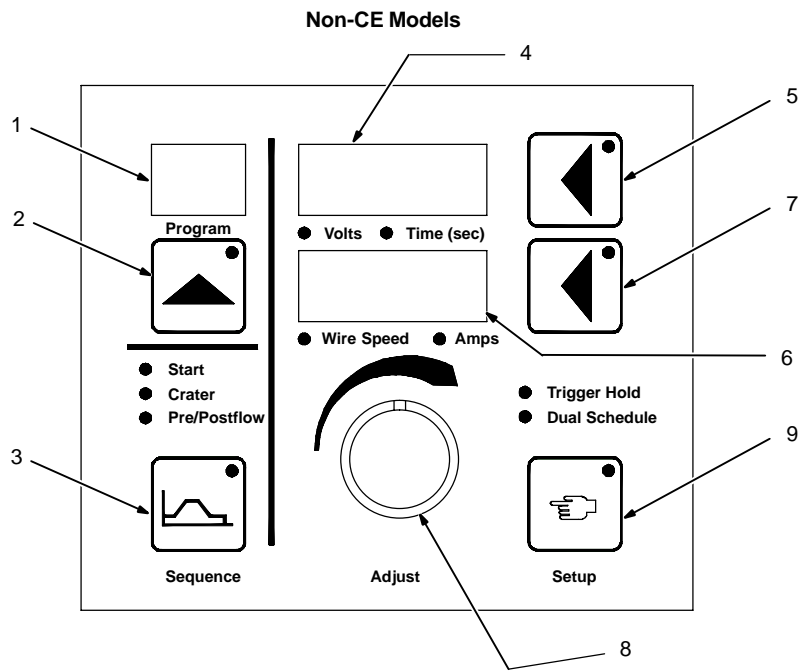 Non-CE Models
4
5
1
7
2
Program
Volts
Time (sec)
Wire Speed
Amps
6
Start
Crater
Pre/Postflow
Trigger Hold
Dual Schedule
3
9
Sequence
Adjust
Setup
8